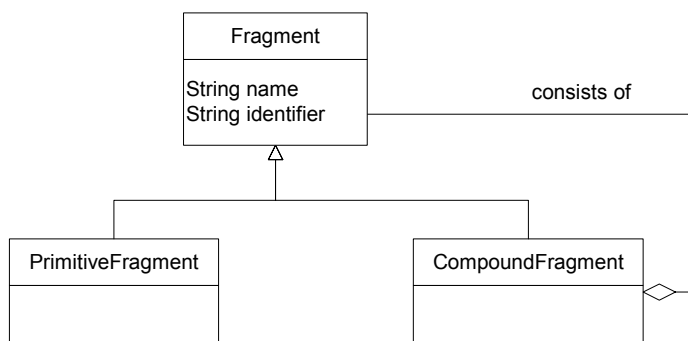 Fragment
String name
String identifier
consists of
PrimitiveFragment
CompoundFragment